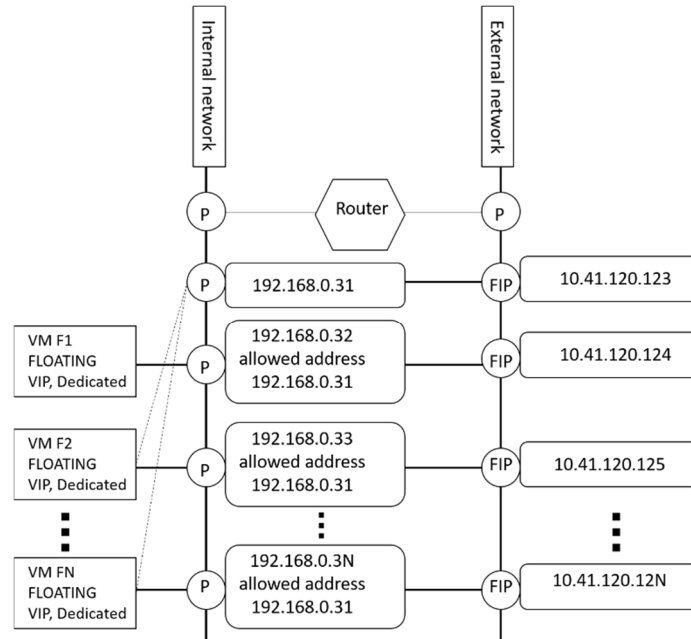 Internal network
External network
P
Router
P
P
192.168.0.31
FIP
10.41.120.123
VM F1
FLOATING
VIP, Dedicated
P
192.168.0.32
allowed address
192.168.0.31
FIP
10.41.120.124
VM F2
FLOATING
VIP, Dedicated
P
192.168.0.33
allowed address
192.168.0.31
FIP
10.41.120.125
VM FN
FLOATING
VIP, Dedicated
P
192.168.0.3N
allowed address
192.168.0.31
FIP
10.41.120.12N